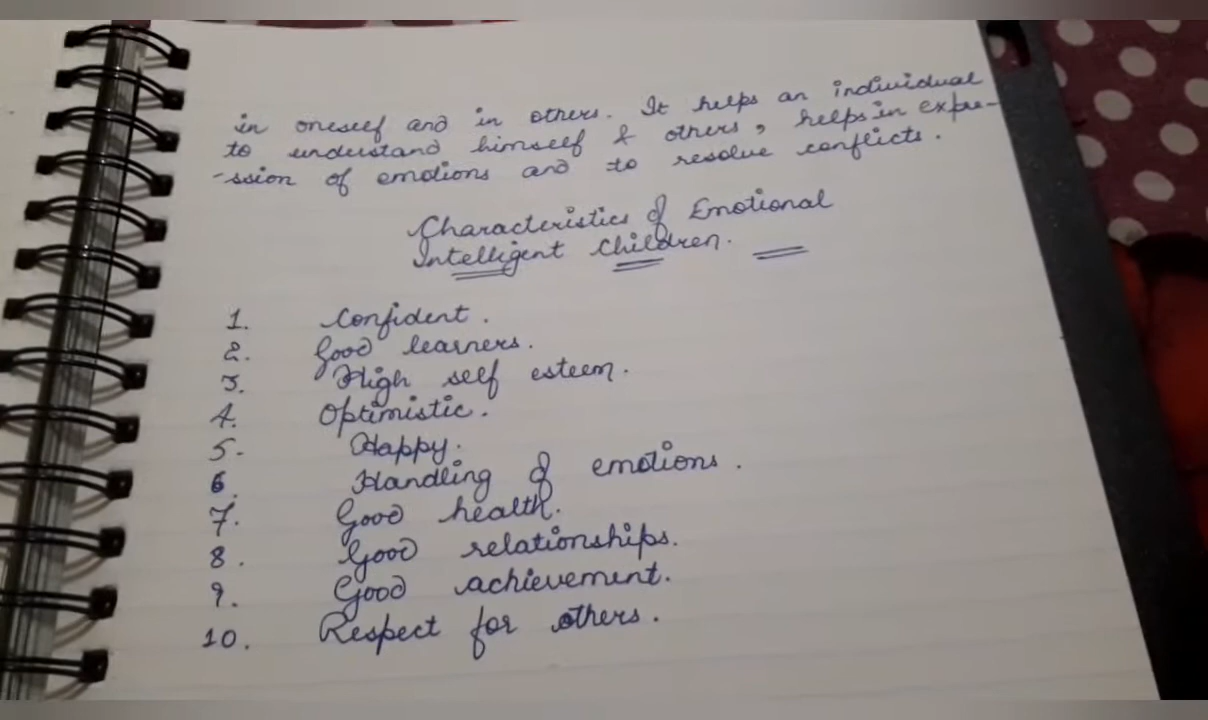 in oneself and in others. It helps an individual
to understand himself & others, helps in expre-
-ssion of emotions and to resolve conflicts.
Characteristics of Emotional
Intelligent Children.
1. Confident.
2. Good learners.
3. High self esteem.
4. Optimistic.
5. Happy.
6. Handling of emotions.
7. Good health.
8. Good relationships.
9. Good achievement.
10. Respect for others.